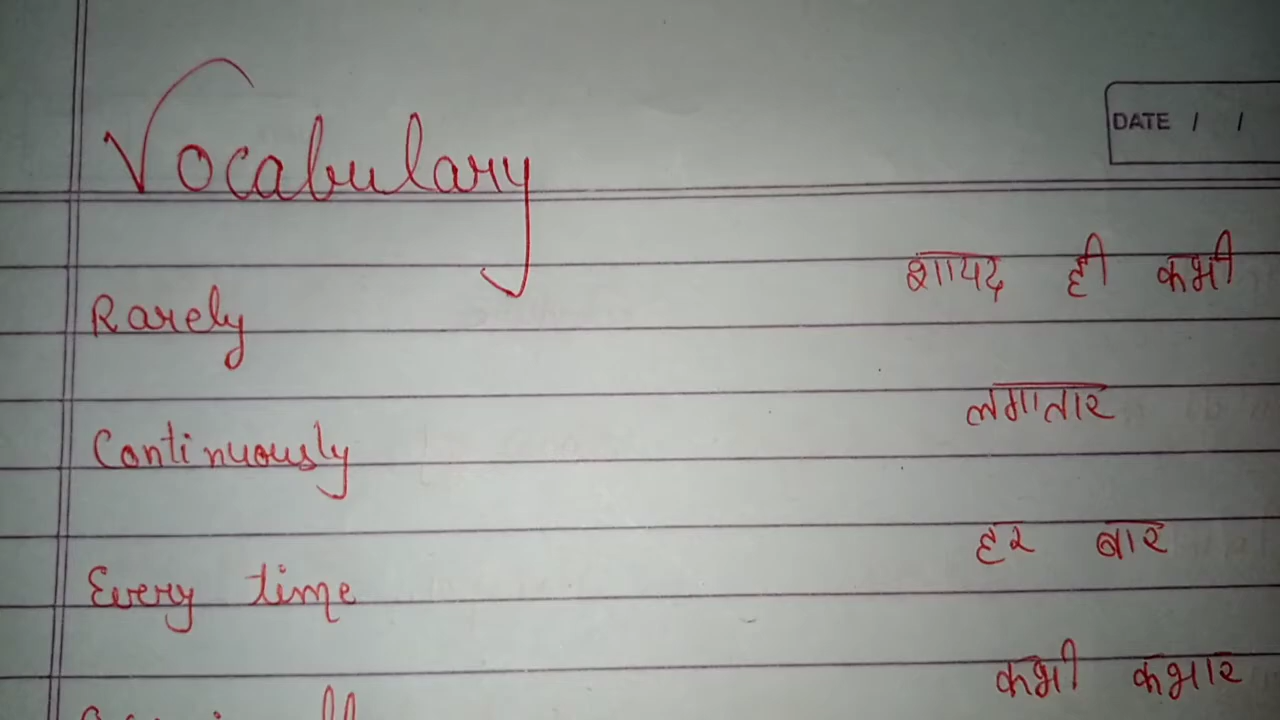 Vocabulary
DATE / /
Rarely शायद ही कभी
Continuously लगातार
Every time हर बार
कभी कभार